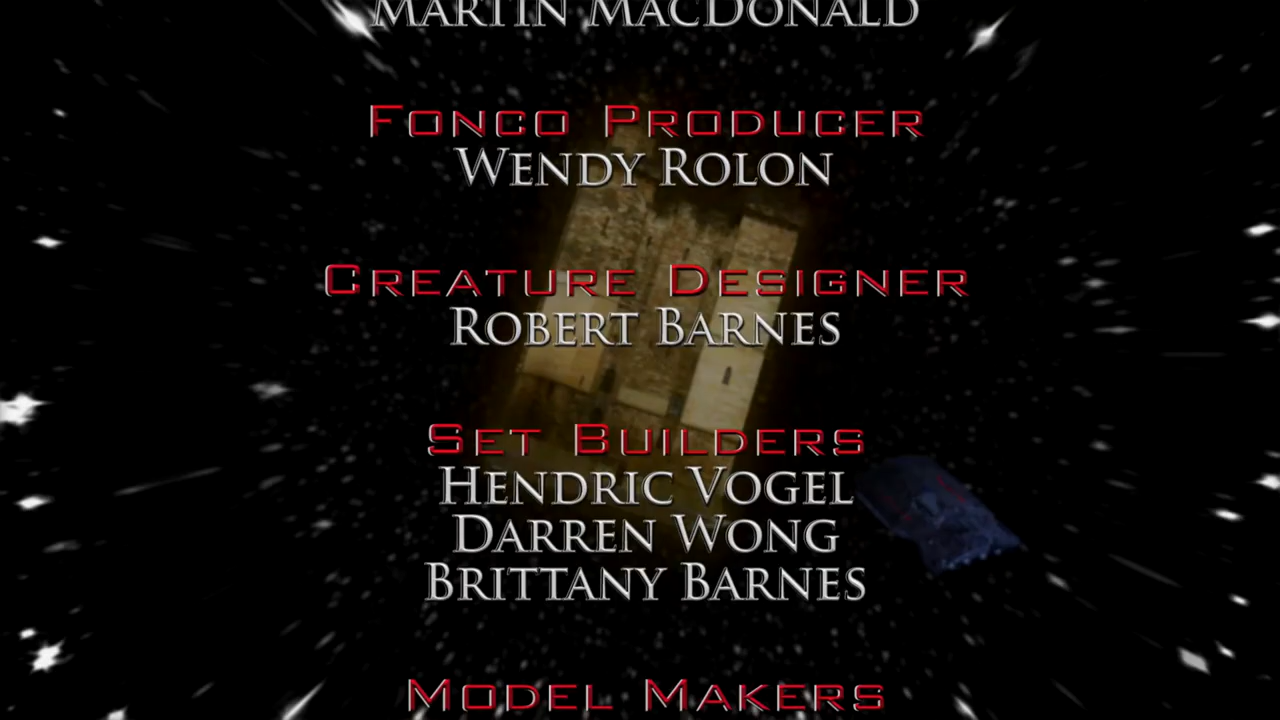 MARTIN MACDONALD
FONCO PRODUCER
WENDY ROLON
CREATURE DESIGNER
ROBERT BARNES
SET BUILDERS
HENDRIC VOGEL
DARREN WONG
BRITTANY BARNES
MODEL MAKERS